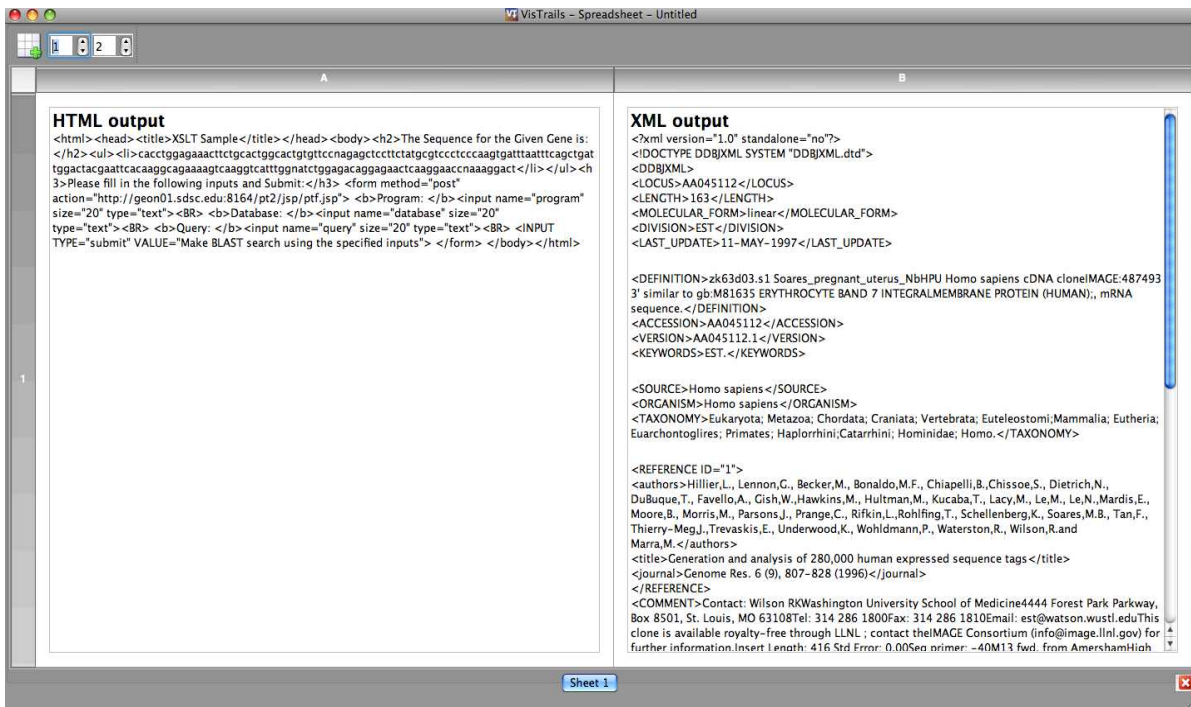 VisTrails – Spreadsheet – Untitled
1 2
A
B
1
HTML output
<html><head><title>XSLT Sample</title></head><body><h2>The Sequence for the Given Gene is:
</h2><ul><li>cacctggagaaacttctgcactggcactgtgttccnagagctccttctatgcgtccctcccaagtgatttaatttcagctgat
tggactacgaattcacaaggcagaaaagtcaaggtcatttggnatctggagacaggagaactcaaggaaccnaaaggact</li></ul><h
3>Please fill in the following inputs and Submit:</h3> <form method="post"
action="http://geon01.sdsc.edu:8164/pt2/jsp/ptf.jsp"> <b>Program: </b><input name="program"
size="20" type="text"><BR> <b>Database: </b><input name="database" size="20"
type="text"><BR> <b>Query: </b><input name="query" size="20" type="text"><BR> <INPUT
TYPE="submit" VALUE="Make BLAST search using the specified inputs"> </form> </body></html>
XML output
<?xml version="1.0" standalone="no"?>
<!DOCTYPE DDBJXML SYSTEM "DDBJXML.dtd">
<DDBJXML>
<LOCUS>AA045112</LOCUS>
<LENGTH>163</LENGTH>
<MOLECULAR_FORM>linear</MOLECULAR_FORM>
<DIVISION>EST</DIVISION>
<LAST_UPDATE>11-MAY-1997</LAST_UPDATE>
<DEFINITION>zk63d03.s1 Soares_pregnant_uterus_NbHPU Homo sapiens cDNA cloneIMAGE:487493
3' similar to gb:M81635 ERYTHROCYTE BAND 7 INTEGRALMEMBRANE PROTEIN (HUMAN);, mRNA
sequence.</DEFINITION>
<ACCESSION>AA045112</ACCESSION>
<VERSION>AA045112.1</VERSION>
<KEYWORDS>EST.</KEYWORDS>
<SOURCE>Homo sapiens</SOURCE>
<ORGANISM>Homo sapiens</ORGANISM>
<TAXONOMY>Eukaryota; Metazoa; Chordata; Craniata; Vertebrata; Euteleostomi;Mammalia; Eutheria;
Euarchontoglires; Primates; Haplorrhini;Catarrhini; Hominidae; Homo.</TAXONOMY>
<REFERENCE ID="1">
<authors>Hillier,L., Lennon,G., Becker,M., Bonaldo,M.F., Chiapelli,B.,Chissoe,S., Dietrich,N.,
DuBuque,T., Favello,A., Gish,W.,Hawkins,M., Hultman,M., Kucaba,T., Lacy,M., Le,M., Le,N.,Mardis,E.,
Moore,B., Morris,M., Parsons,J., Prange,C., Rifkin,L.,Rohlfing,T., Schellenberg,K., Soares,M.B., Tan,F.,
Thierry-Meg,J.,Trevaskis,E., Underwood,K., Wohldmann,P., Waterston,R., Wilson,R.and
Marra,M.</authors>
<title>Generation and analysis of 280,000 human expressed sequence tags</title>
<journal>Genome Res. 6 (9), 807-828 (1996)</journal>
</REFERENCE>
<COMMENT>Contact: Wilson RKWashington University School of Medicine4444 Forest Park Parkway,
Box 8501, St. Louis, MO 63108Tel: 314 286 1800Fax: 314 286 1810Email: est@watson.wustl.eduThis
clone is available royalty-free through LLNL ; contact theIMAGE Consortium (info@image.llnl.gov) for
further information.Insert Length: 416 Std Error: 0.00Seq primer: -40M13 fwd. from AmershamHigh
Sheet 1